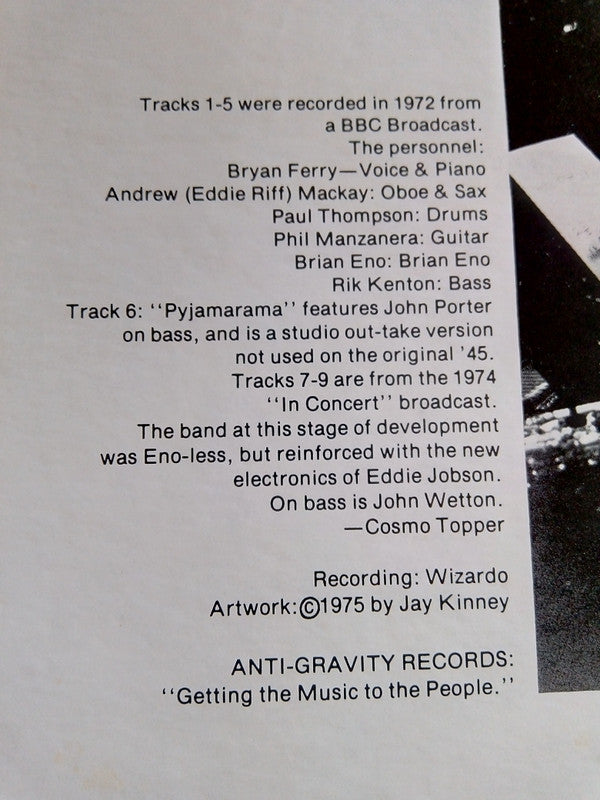 Tracks 1-5 were recorded in 1972 from
a BBC Broadcast.
The personnel:
Bryan Ferry—Voice & Piano
Andrew (Eddie Riff) Mackay: Oboe & Sax
Paul Thompson: Drums
Phil Manzanera: Guitar
Brian Eno: Brian Eno
Rik Kenton: Bass
Track 6: ‘‘Pyjamarama’’ features John Porter
on bass, and is a studio out-take version
not used on the original ’45.
Tracks 7-9 are from the 1974
‘‘In Concert’’ broadcast.
The band at this stage of development
was Eno-less, but reinforced with the new
electronics of Eddie Jobson.
On bass is John Wetton.
—Cosmo Topper
Recording: Wizardo
Artwork:©1975 by Jay Kinney
ANTI-GRAVITY RECORDS:
‘‘Getting the Music to the People.’’